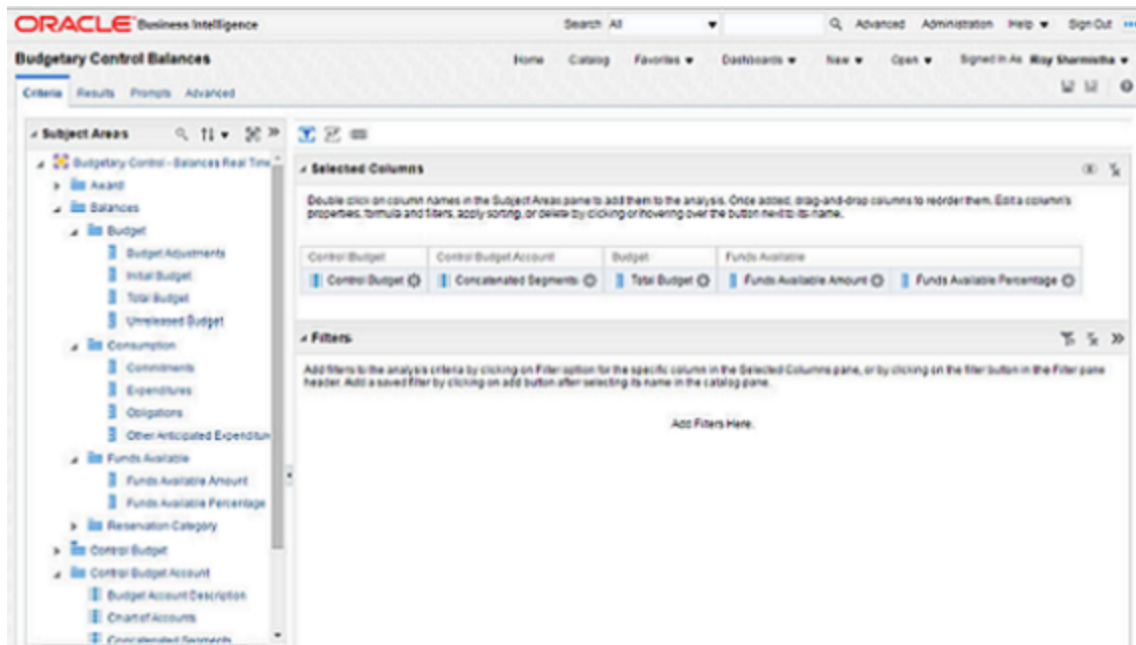 ORACLE Business Intelligence
Search All
Advanced Administration Help Sign Out
Budgetary Control Balances
Home Catalog Favorites Dashboards New Open Signed In As Roy Sharmistha
Criteria Results Prompts Advanced
Subject Areas
Budgetary Control - Balances Real Time
Award
Balances
Budget
Budget Adjustments
Initial Budget
Total Budget
Unreleased Budget
Consumption
Commitments
Expenditures
Obligations
Other Anticipated Expenditure
Funds Available
Funds Available Amount
Funds Available Percentage
Reservation Category
Control Budget
Control Budget Account
Budget Account Description
Chart of Accounts
Concatenated Segments
Selected Columns
Double click on column names in the Subject Areas pane to add them to the analysis. Once added, drag-and-drop columns to reorder them. Edit a column's
properties, formula and filters, apply sorting, or delete by clicking or hovering over the button next to its name.
Control Budget Control Budget Account Budget Funds Available
Control Budget Concatenated Segments Total Budget Funds Available Amount Funds Available Percentage
Filters
Add filters to the analysis criteria by clicking on Filter option for the specific column in the Selected Columns pane, or by clicking on the filter button in the Filter pane
header. Add a saved filter by clicking on add button after selecting its name in the catalog pane.
Add Filters Here.